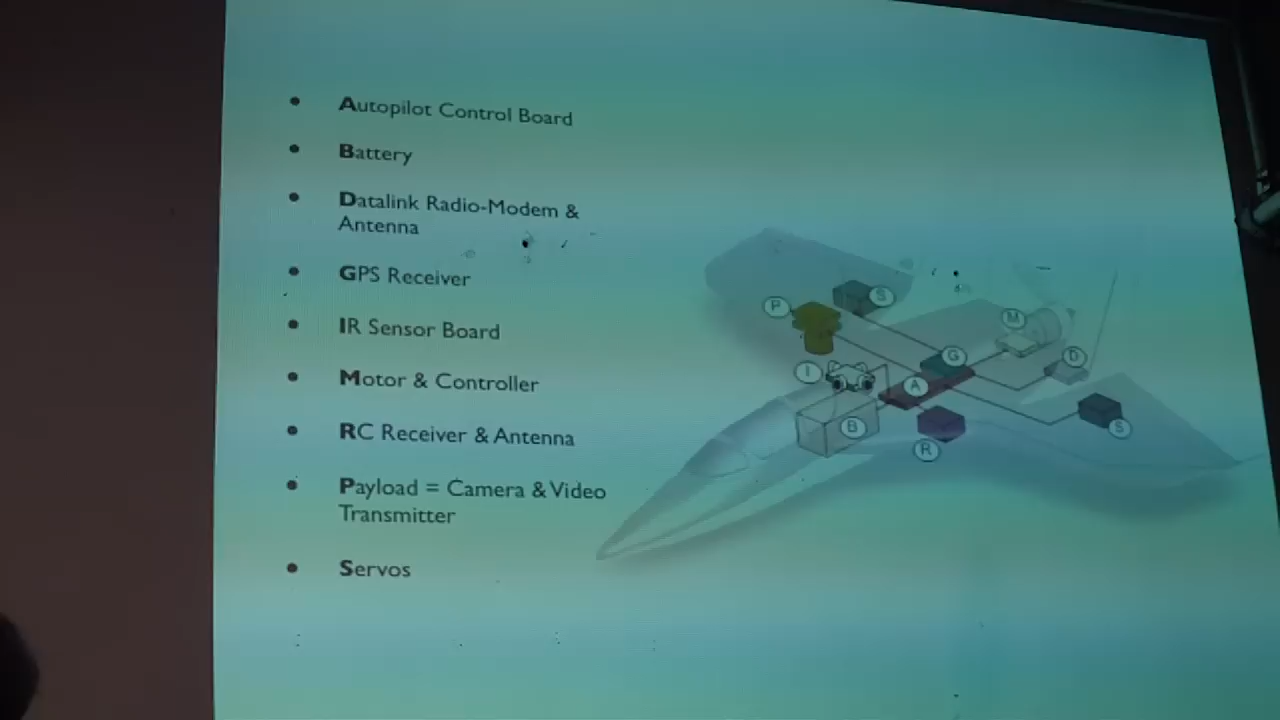 Autopilot Control Board
Battery
Datalink Radio-Modem &
Antenna
GPS Receiver
IR Sensor Board
Motor & Controller
RC Receiver & Antenna
Payload = Camera & Video
Transmitter
Servos
P
S
M
G
D
I
A
B
S
R